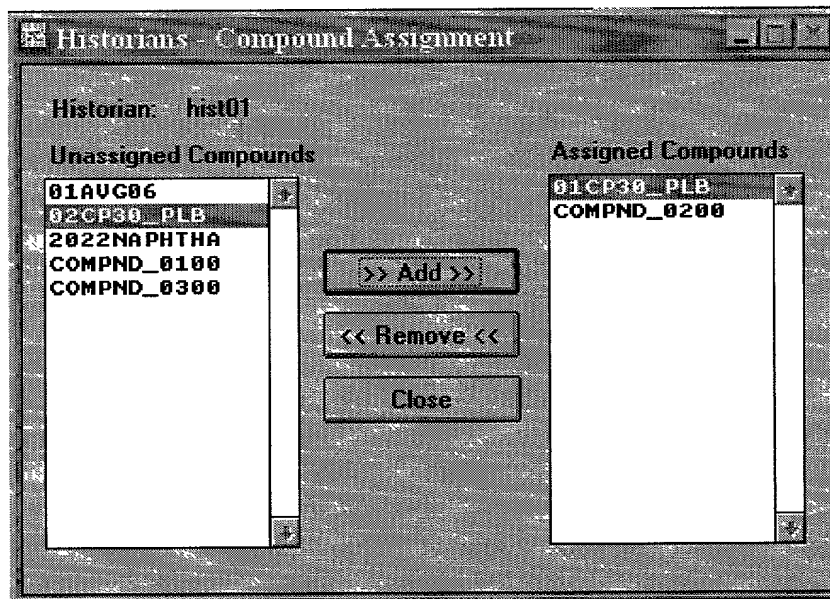 Historians - Compound Assignment
Historian: hist01
Unassigned Compounds
01AVG06
02CP30_PLB
2022NAPHTHA
COMPND_0100
COMPND_0300
>> Add >>
<< Remove <<
Close
Assigned Compounds
01CP30_PLB
COMPND_0200